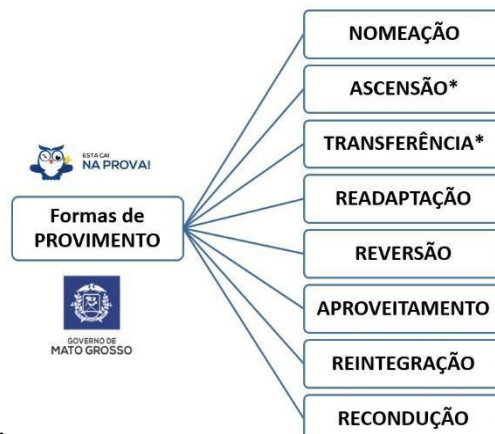 NOMEAÇÃO
ASCENSÃO*
ESTA CAI
NA PROVA!
TRANSFERÊNCIA*
READAPTAÇÃO
Formas de
PROVIMENTO
REVERSÃO
APROVEITAMENTO
GOVERNO DE
MATO GROSSO
REINTEGRAÇÃO
RECONDUÇÃO